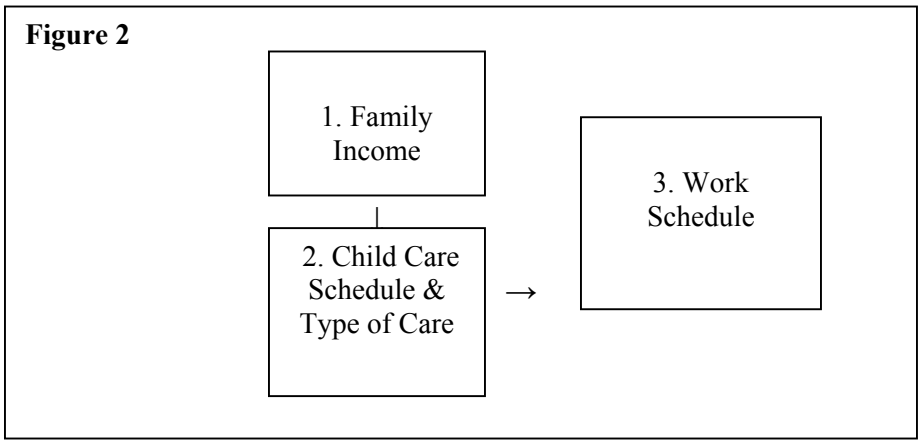 Figure 2
1. Family
Income
2. Child Care
Schedule &
Type of Care
→
3. Work
Schedule